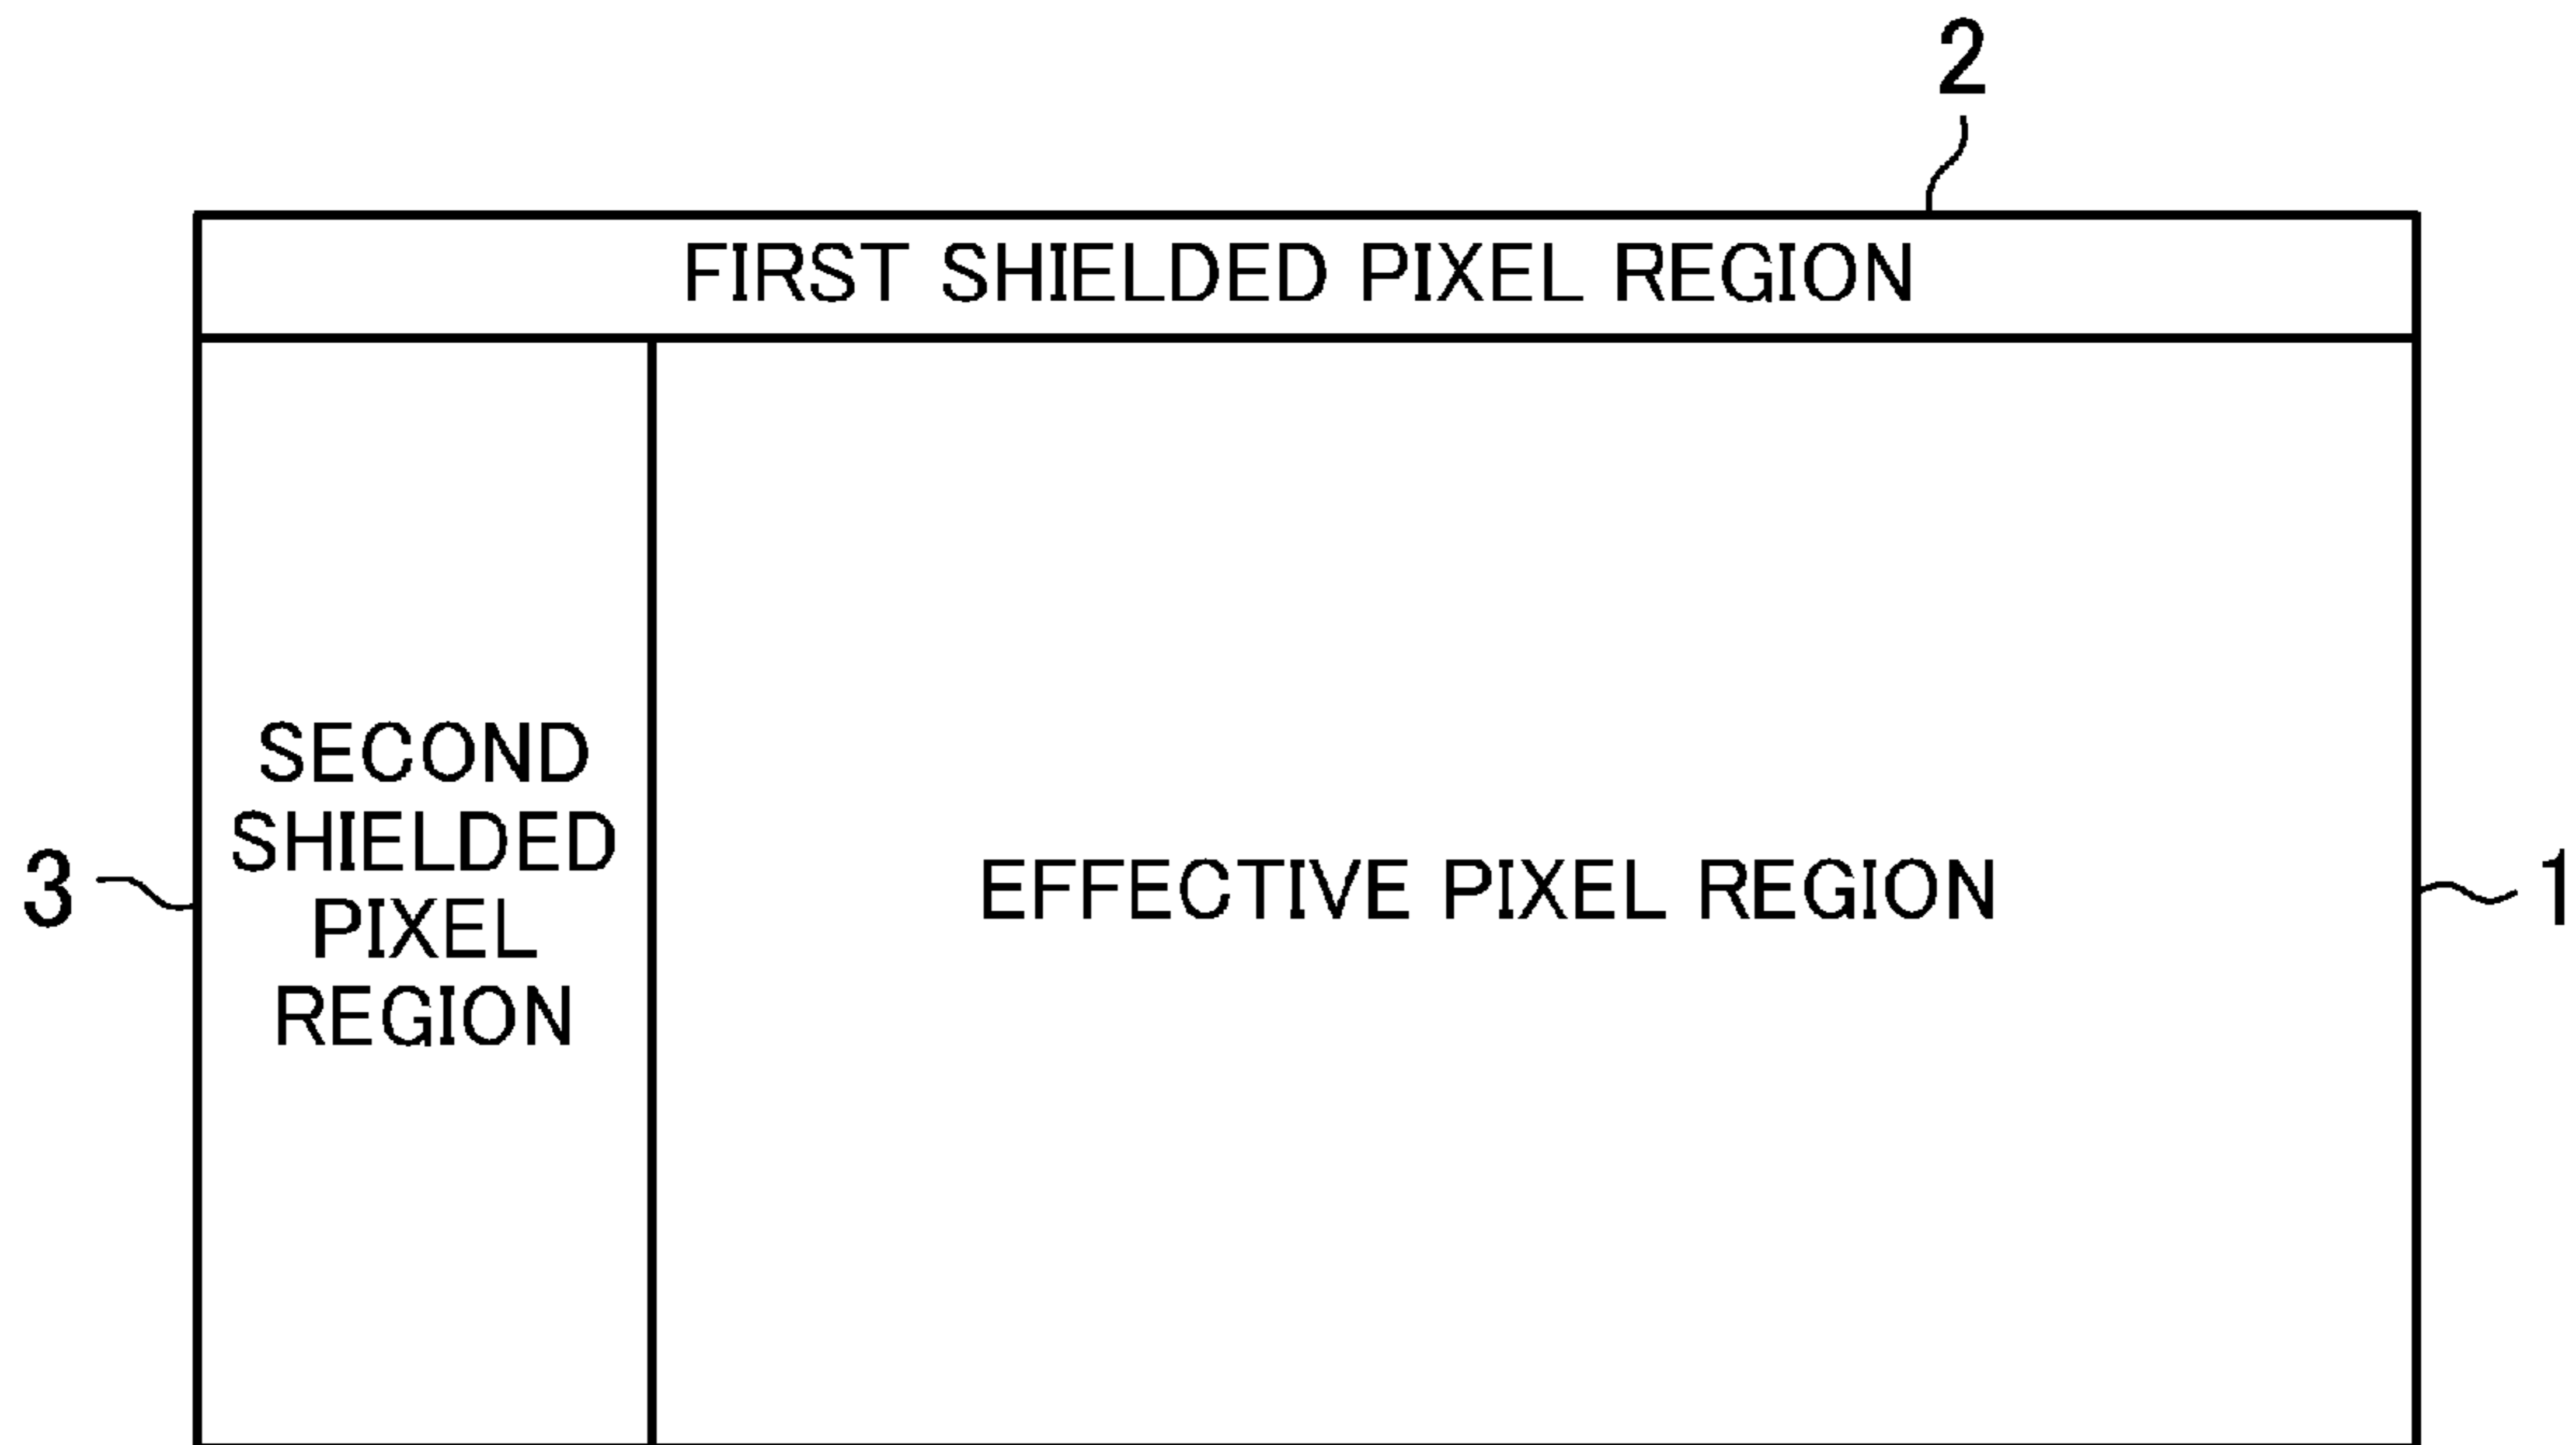 2
FIRST SHIELDED PIXEL REGION
SECOND
SHIELDED
PIXEL
REGION
3
EFFECTIVE PIXEL REGION
1